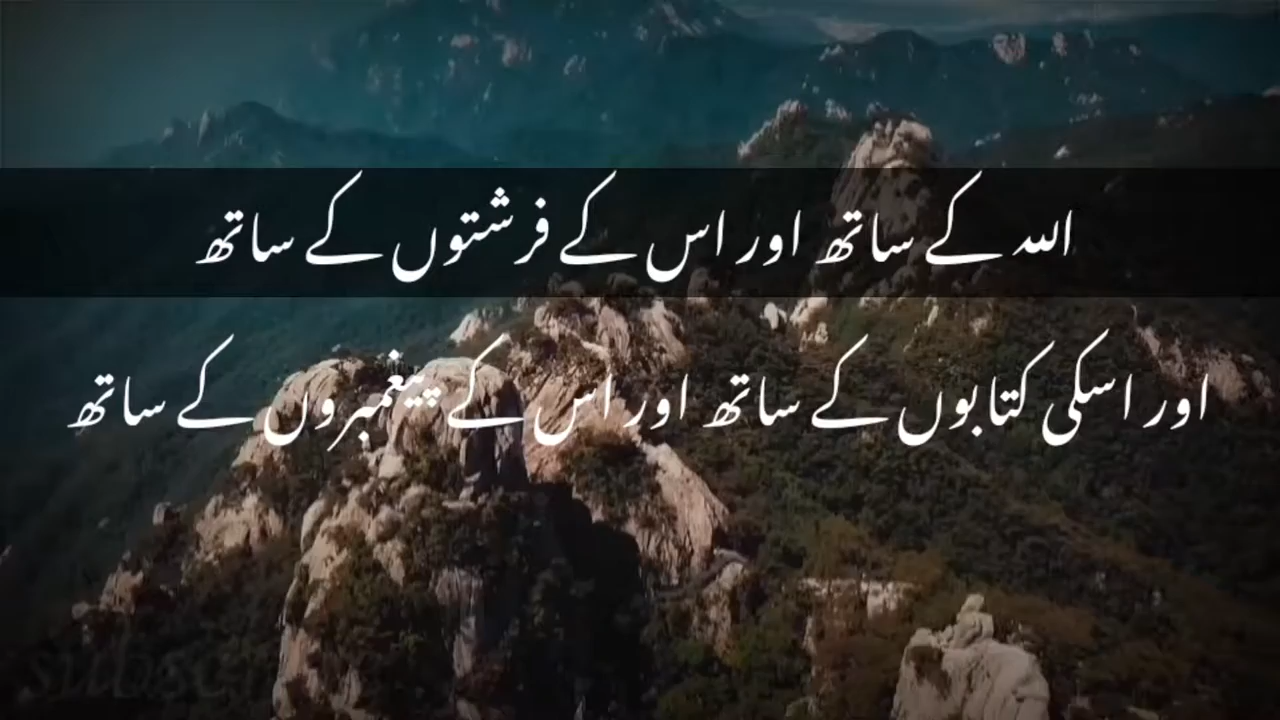 اللہ کے ساتھ اور اس کے فرشتوں کے ساتھ
اور اسکی کتابوں کے ساتھ اور اس کے پیغمبروں کے ساتھ
subsc